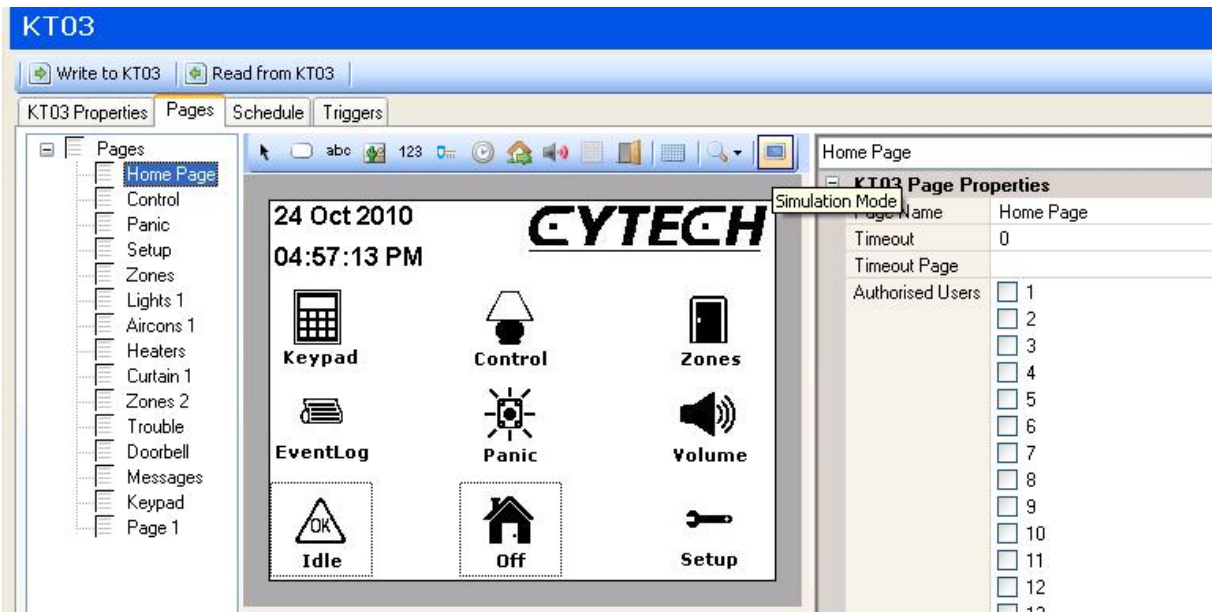 KT03
Write to KT03 Read from KT03
KT03 Properties Pages Schedule Triggers
Pages
Home Page
Control
Panic
Setup
Zones
Lights 1
Aircons 1
Heaters
Curtain 1
Zones 2
Trouble
Doorbell
Messages
Keypad
Page 1
abc 123
Simulation Mode
24 Oct 2010
CYTECH
04:57:13 PM
Keypad Control Zones
EventLog Panic Volume
OK
Idle Off Setup
Home Page
KT03 Page Properties
Page Name Home Page
Timeout 0
Timeout Page
Authorised Users 1
2
3
4
5
6
7
8
9
10
11
12